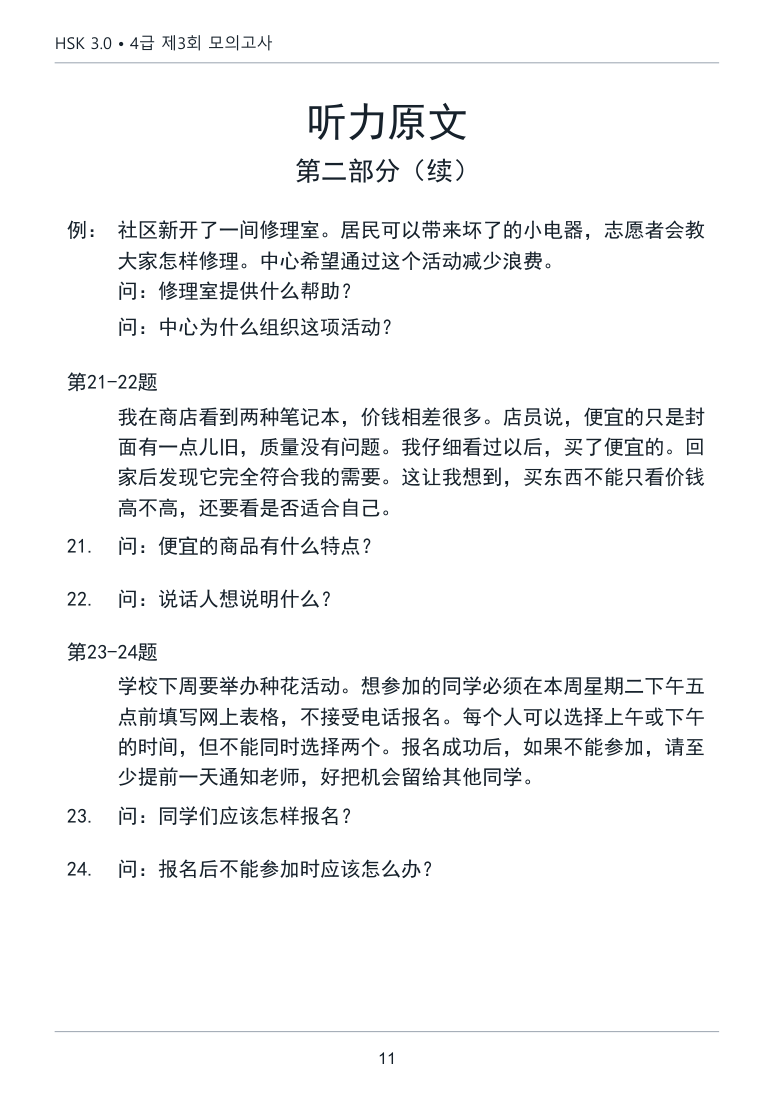 HSK 3.0 • 4급 제3회 모의고사
听力原文
第二部分（续）
例： 社区新开了一间修理室。居民可以带来坏了的小电器，志愿者会教
大家怎样修理。中心希望通过这个活动减少浪费。
问：修理室提供什么帮助？
问：中心为什么组织这项活动？
第21-22题
我在商店看到两种笔记本，价钱相差很多。店员说，便宜的只是封
面有一点儿旧，质量没有问题。我仔细看过以后，买了便宜的。回
家后发现它完全符合我的需要。这让我想到，买东西不能只看价钱
高不高，还要看是否适合自己。
21. 问：便宜的商品有什么特点？
22. 问：说话人想说明什么？
第23-24题
学校下周要举办种花活动。想参加的同学必须在本周星期二下午五
点前填写网上表格，不接受电话报名。每个人可以选择上午或下午
的时间，但不能同时选择两个。报名成功后，如果不能参加，请至
少提前一天通知老师，好把机会留给其他同学。
23. 问：同学们应该怎样报名？
24. 问：报名后不能参加时应该怎么办？
11